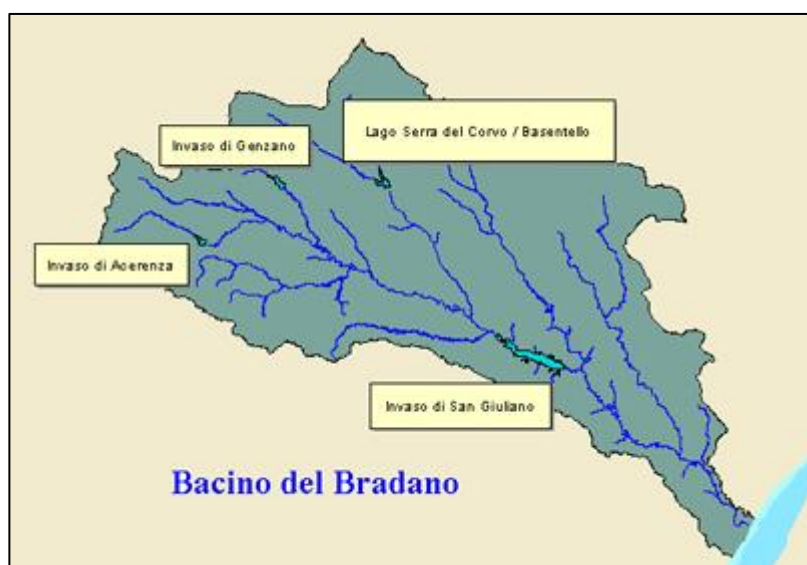 Lago Serra del Corvo / Basentello
Invaso di Genzano
Invaso di Acerenza
Invaso di San Giuliano
Bacino del Bradano